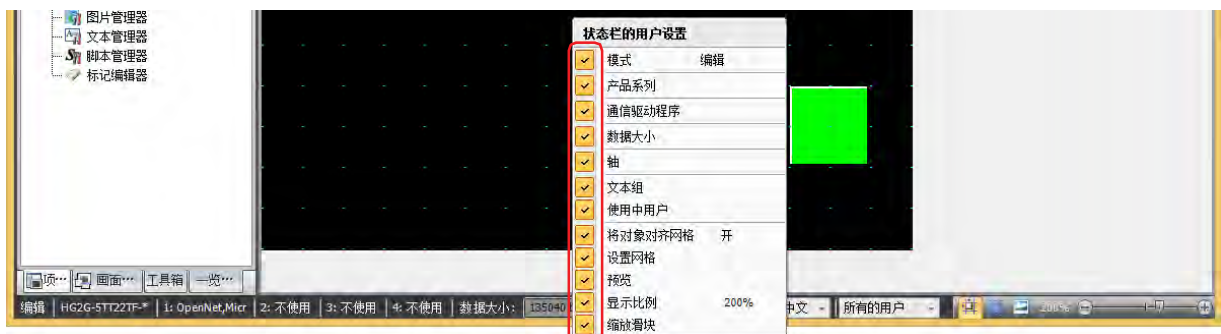 图片管理器
文本管理器
脚本管理器
标记编辑器
状态栏的用户设置
模式 编辑
产品系列
通信驱动程序
数据大小
轴
文本组
使用中用户
将对象对齐网格 开
设置网格
预览
显示比例 200%
缩放滑块
项… 画面… 工具箱 一览…
编辑 HG2G-5TT22TF-* 1: OpenNet,Micr 2: 不使用 3: 不使用 4: 不使用 数据大小: 135040 中文 所有的用户 200%